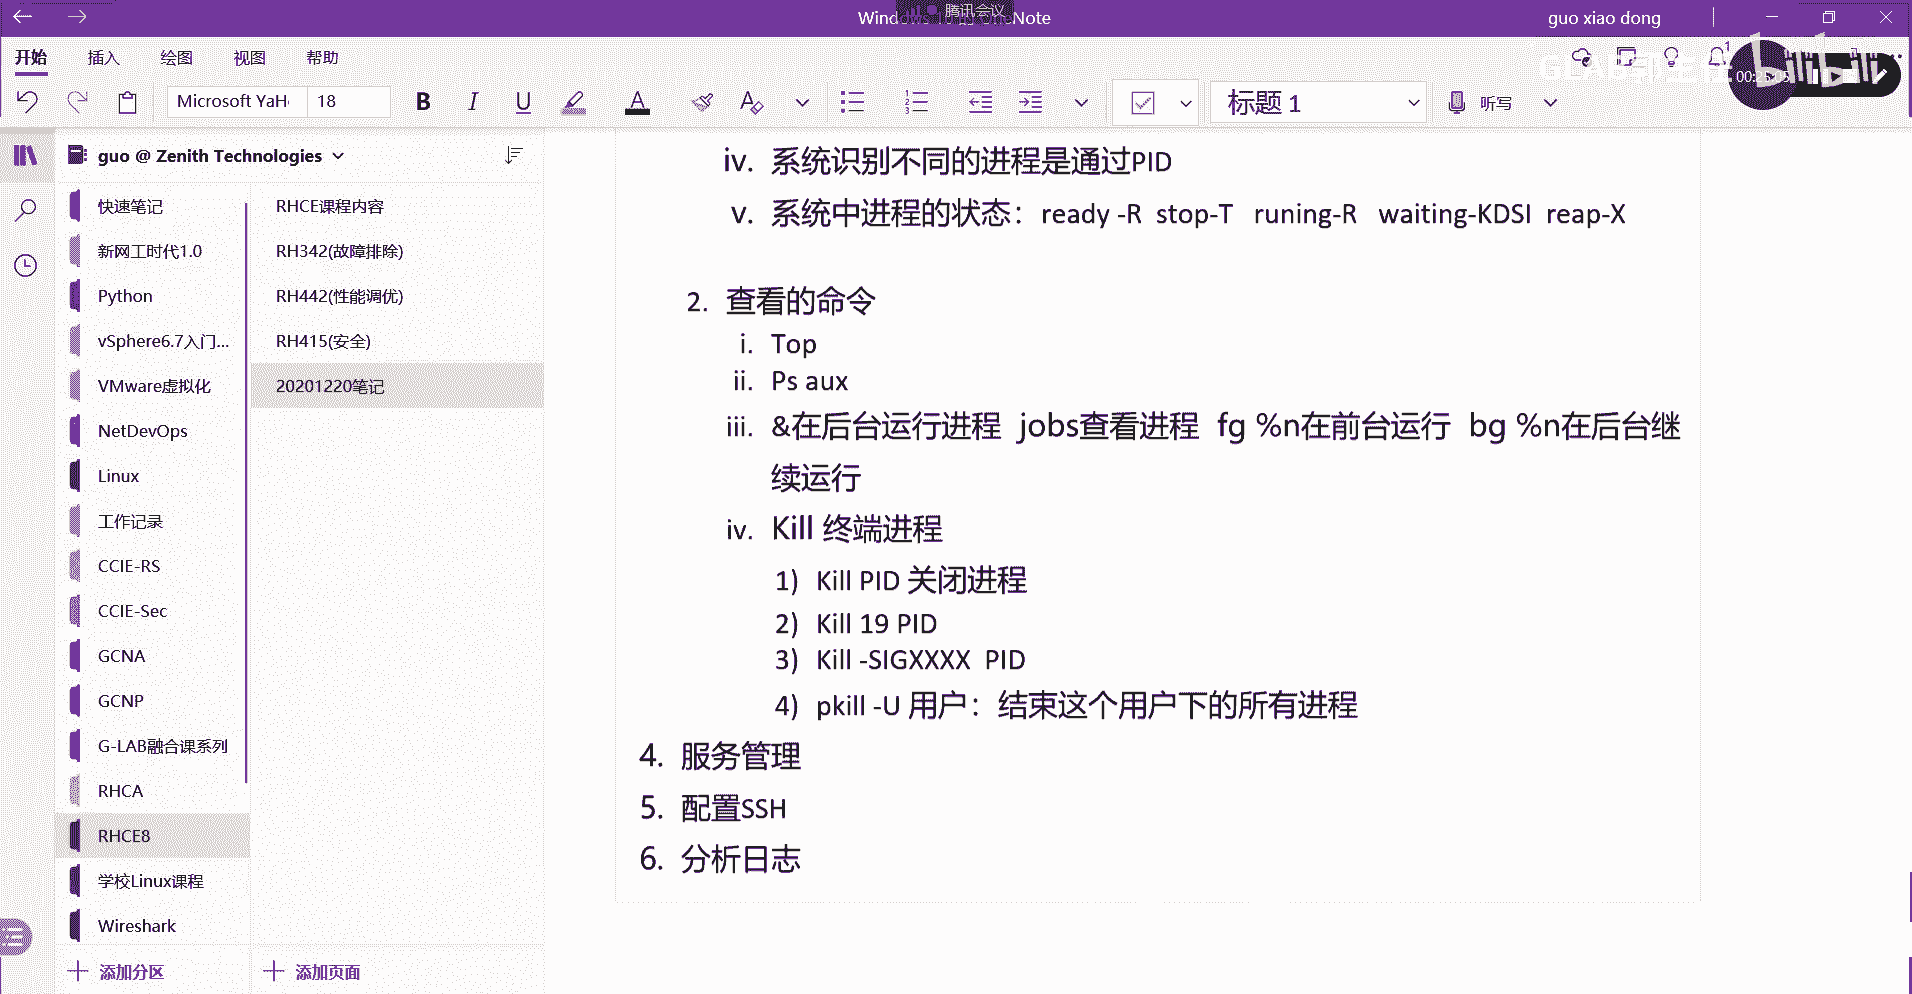 腾讯会议
guo xiao dong
开始 插入 绘图 视图 帮助
Microsoft YaH 18 B I U A 标题 1 听写
guo @ Zenith Technologies
快速笔记
新网工时代1.0
Python
vSphere6.7入门...
VMware虚拟化
NetDevOps
Linux
工作记录
CCIE-RS
CCIE-Sec
GCNA
GCNP
G-LAB融合课系列
RHCA
RHCE8
学校Linux课程
Wireshark
添加分区
RHCE课程内容
RH342(故障排除)
RH442(性能调优)
RH415(安全)
20201220笔记
添加页面
iv. 系统识别不同的进程是通过PID
v. 系统中进程的状态：ready -R stop-T runing-R waiting-KDSI reap-X
2. 查看的命令
i. Top
ii. Ps aux
iii. &在后台运行进程 jobs查看进程 fg %n在前台运行 bg %n在后台继
续运行
iv. Kill 终端进程
1) Kill PID 关闭进程
2) Kill 19 PID
3) Kill -SIGXXXX PID
4) pkill -U 用户：结束这个用户下的所有进程
4. 服务管理
5. 配置SSH
6. 分析日志
GLAB郭主任
bilibili